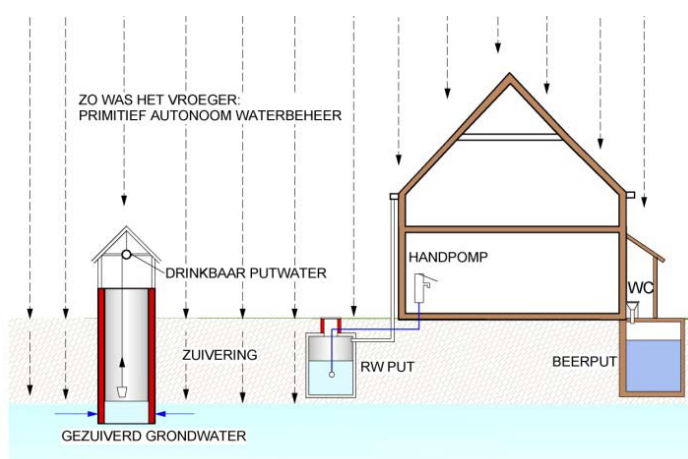 ZO WAS HET VROEGER:
PRIMITIEF AUTONOOM WATERBEHEER
DRINKBAAR PUTWATER
HANDPOMP
WC
ZUIVERING
RW PUT
BEERPUT
GEZUIVERD GRONDWATER